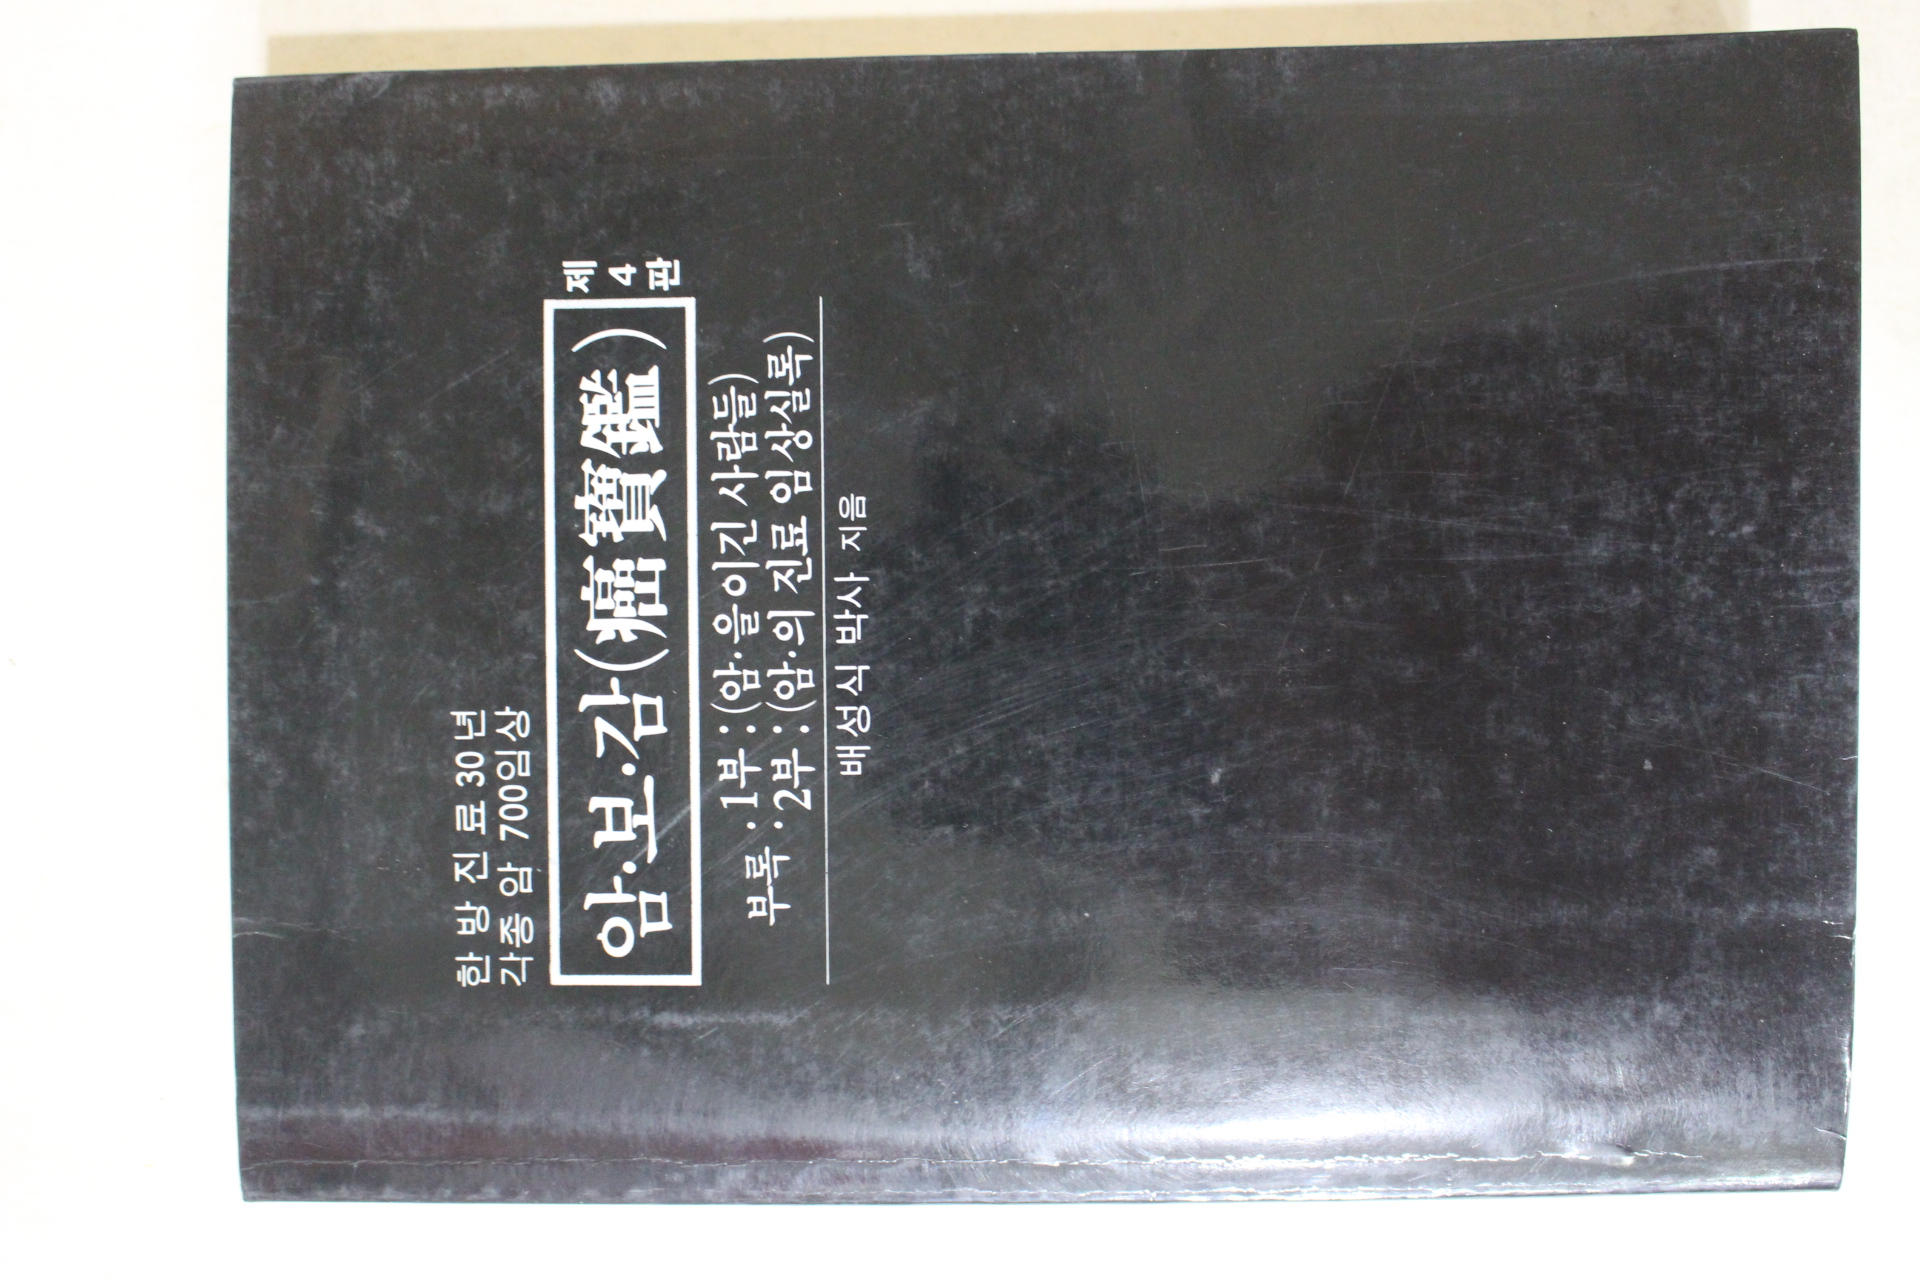 한방진료 30년
각종암 700임상
암·보·감(癌寶鑑) 제4판
부록 · 1부 : (암·을이긴 사람들)
· 2부 : (암·의 진료 임상실록)
배성식 박사 지음